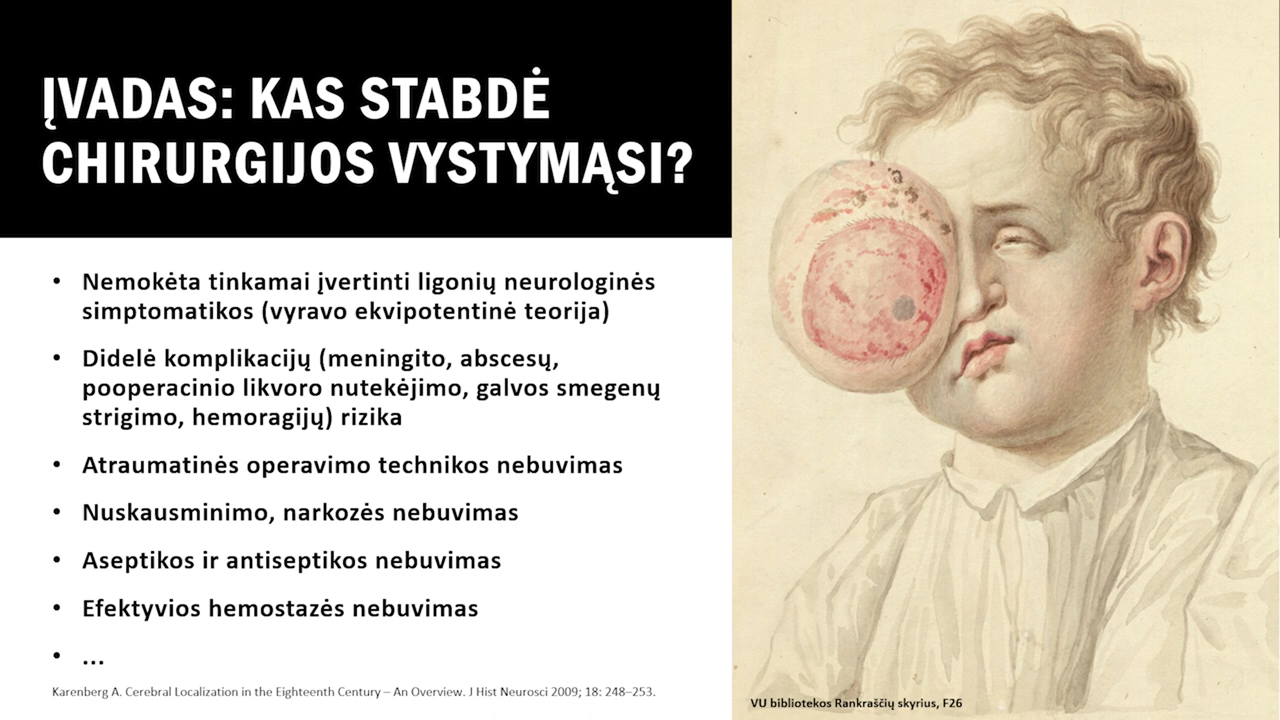 ĮVADAS: KAS STABDĖ
CHIRURGIJOS VYSTYMĄSI?
• Nemokėta tinkamai įvertinti ligonių neurologinės
simptomatikos (vyravo ekvipotentinė teorija)
• Didelė komplikacijų (meningito, abscesų,
pooperacinio likvoro nutekėjimo, galvos smegenų
strigimo, hemoragijų) rizika
• Atraumatinės operavimo technikos nebuvimas
• Nuskausminimo, narkozės nebuvimas
• Aseptikos ir antiseptikos nebuvimas
• Efektyvios hemostazės nebuvimas
• ...
Karenberg A. Cerebral Localization in the Eighteenth Century – An Overview. J Hist Neurosci 2009; 18: 248–253.
VU bibliotekos Rankraščių skyrius, F26